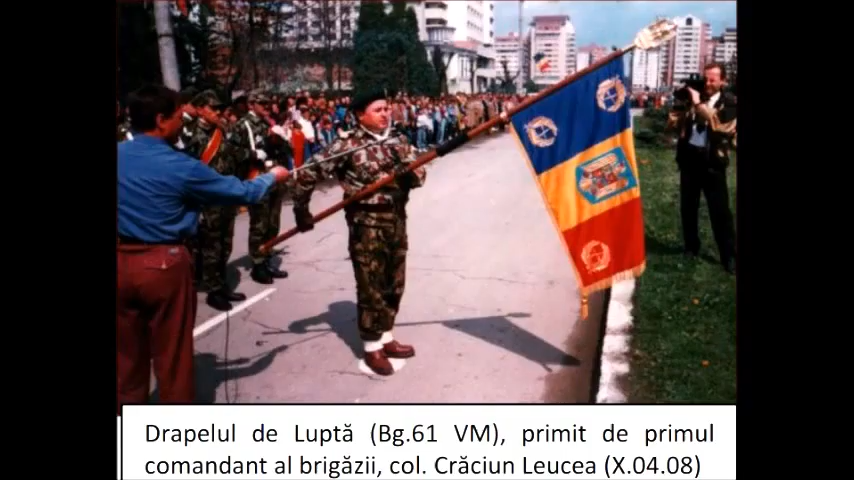 Drapelul de Luptă (Bg.61 VM), primit de primul
comandant al brigăzii, col. Crăciun Leucea (X.04.08)